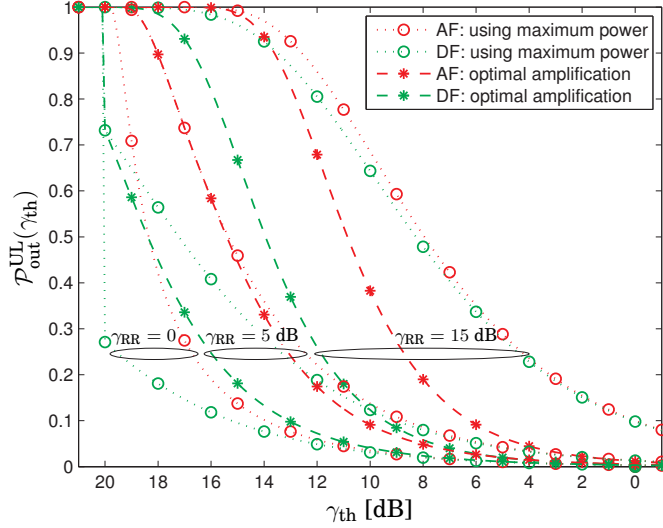 AF: using maximum power
DF: using maximum power
AF: optimal amplification
DF: optimal amplification
1
0.9
0.8
0.7
0.6
0.5
0.4
0.3
0.2
0.1
0
𝒫_out^UL(γ_th)
γ_RR = 0
γ_RR = 5 dB
γ_RR = 15 dB
20 18 16 14 12 10 8 6 4 2 0
γ_th [dB]